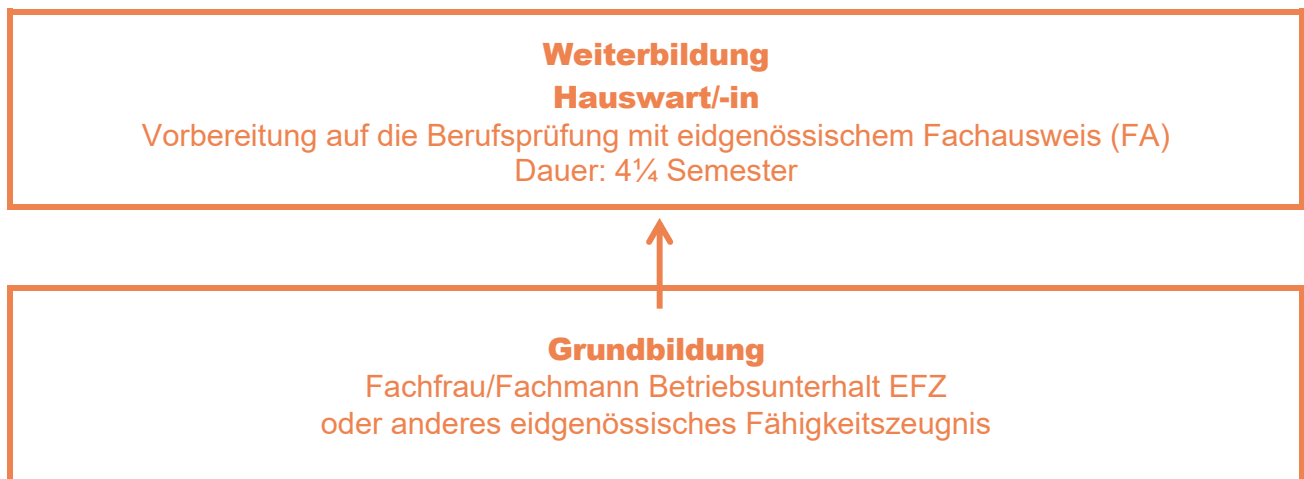 Weiterbildung
Hauswart/-in
Vorbereitung auf die Berufsprüfung mit eidgenössischem Fachausweis (FA)
Dauer: 4¼ Semester
Grundbildung
Fachfrau/Fachmann Betriebsunterhalt EFZ
oder anderes eidgenössisches Fähigkeitszeugnis